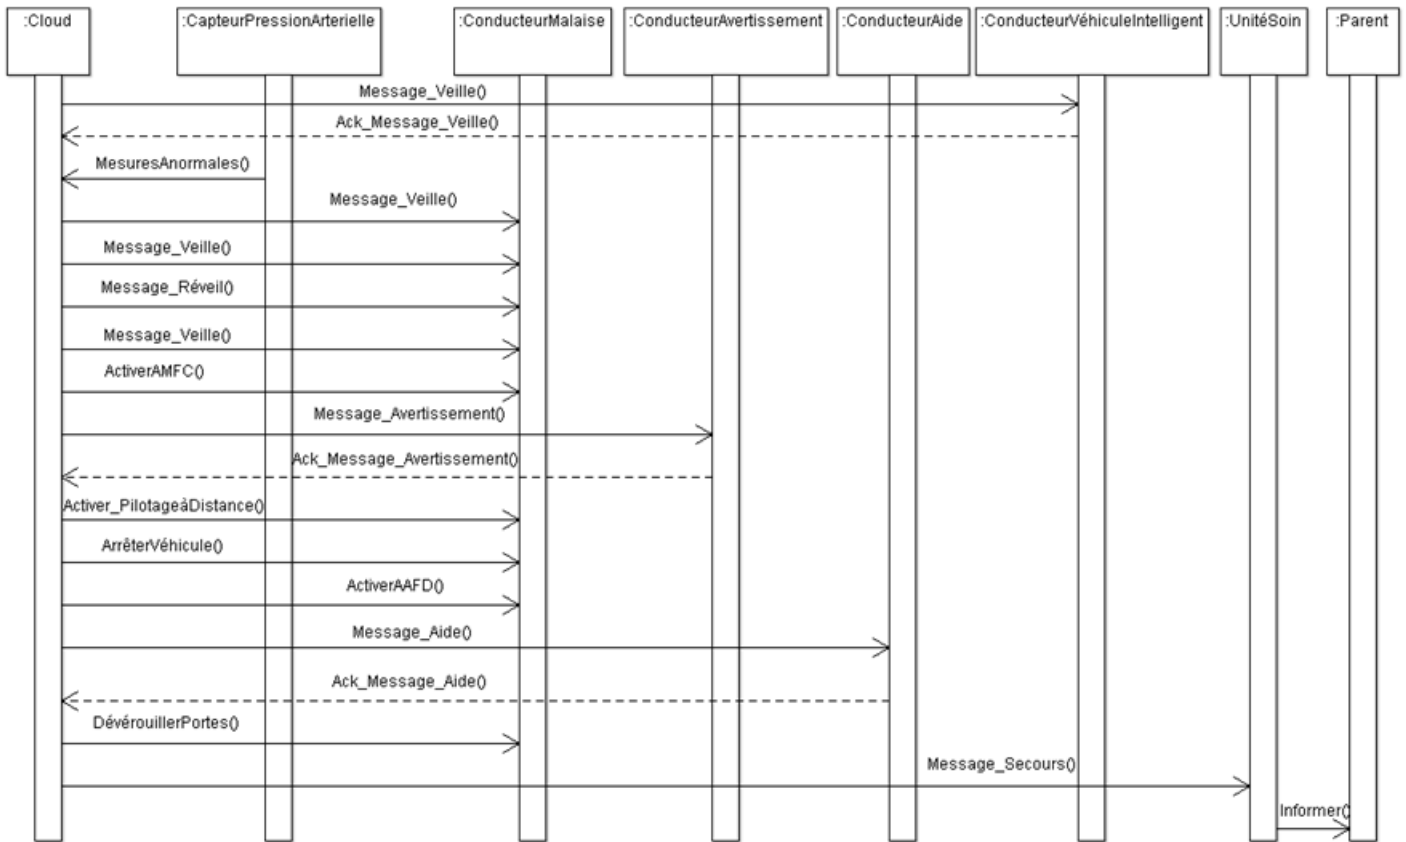 :Cloud
:CapteurPressionArterielle
:ConducteurMalaise
:ConducteurAvertissement
:ConducteurAide
:ConducteurVéhiculeIntelligent
:UnitéSoin
:Parent
Message_Veille()
Ack_Message_Veille()
MesuresAnormales()
Message_Veille()
Message_Veille()
Message_Réveil()
Message_Veille()
ActiverAMFC()
Message_Avertissement()
Ack_Message_Avertissement()
Activer_PilotageàDistance()
ArrêterVéhicule()
ActiverAAFD()
Message_Aide()
Ack_Message_Aide()
DévérouillerPortes()
Message_Secours()
Informer()